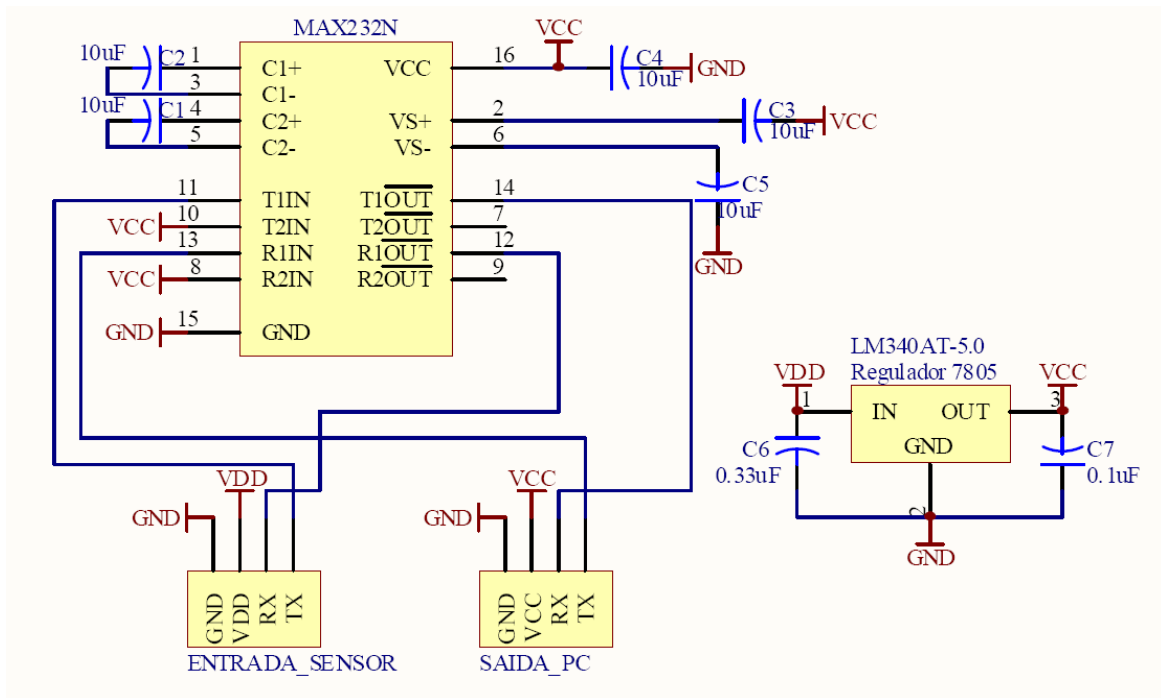 MAX232N
10uF C2 1
3
10uF C1 4
5
C1+
C1-
C2+
C2-
VCC
VS+
VS-
16
2
6
VCC
C4
10uF
GND
C3
10uF
VCC
C5
10uF
GND
11
VCC 10
13
VCC 8
GND 15
T1IN
T2IN
R1IN
R2IN
GND
T1OUT
T2OUT
R1OUT
R2OUT
14
7
12
9
LM340AT-5.0
Regulador 7805
VDD
1
IN OUT
GND
3
VCC
C6
0.33uF
C7
0.1uF
2
GND
GND
VDD
GND
VDD
RX
TX
ENTRADA_SENSOR
GND
VCC
GND
VCC
RX
TX
SAIDA_PC